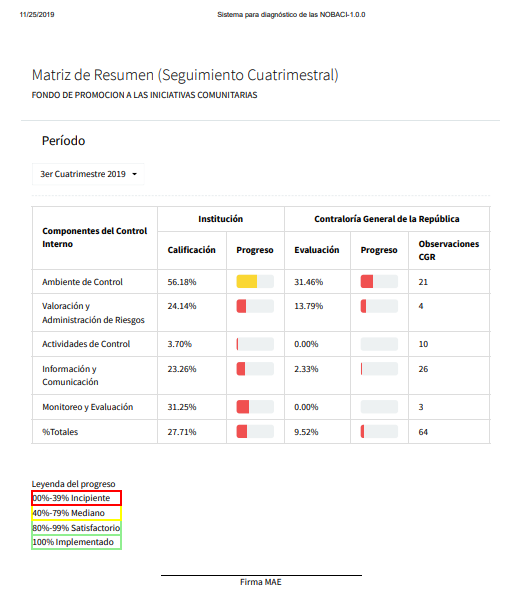 11/25/2019 Sistema para diagnóstico de las NOBACI-1.0.0
Matriz de Resumen (Seguimiento Cuatrimestral)
FONDO DE PROMOCION A LAS INICIATIVAS COMUNITARIAS
Período
3er Cuatrimestre 2019
Componentes del Control Interno Institución Contraloría General de la República
Calificación Progreso Evaluación Progreso Observaciones CGR
Ambiente de Control 56.18% 31.46% 21
Valoración y Administración de Riesgos 24.14% 13.79% 4
Actividades de Control 3.70% 0.00% 10
Información y Comunicación 23.26% 2.33% 26
Monitoreo y Evaluación 31.25% 0.00% 3
%Totales 27.71% 9.52% 64
Leyenda del progreso
00%-39% Incipiente
40%-79% Mediano
80%-99% Satisfactorio
100% Implementado
Firma MAE